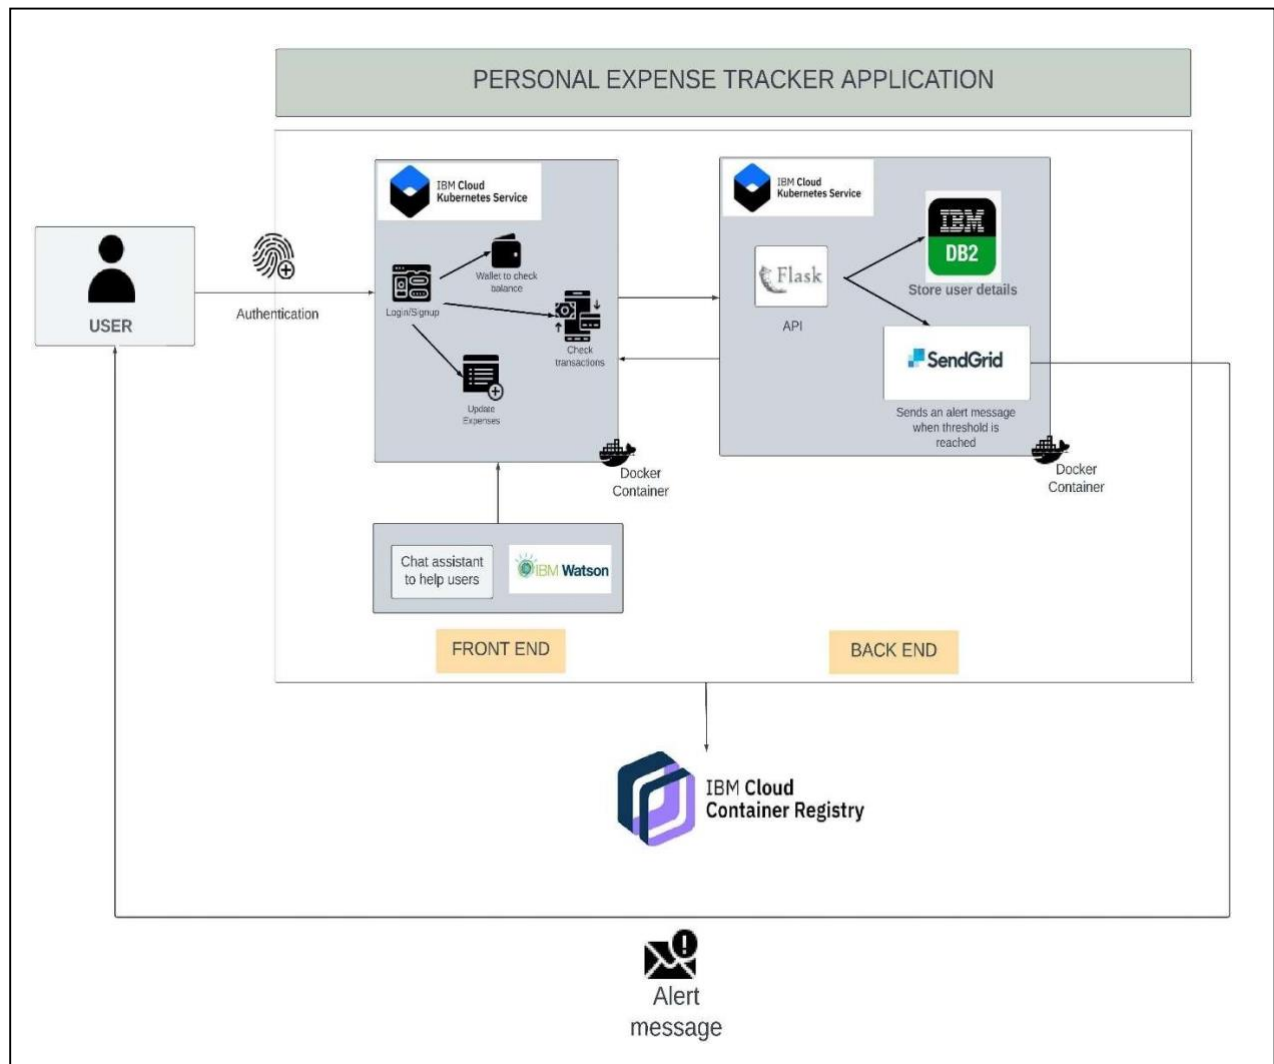 PERSONAL EXPENSE TRACKER APPLICATION
IBM Cloud
Kubernetes Service
IBM Cloud
Kubernetes Service
USER
Authentication
Login/Signup
Wallet to check
balance
Check
transactions
Update
Expenses
Flask
API
IBM
DB2
Store user details
SendGrid
Sends an alert message
when threshold is
reached
Docker
Container
Docker
Container
Chat assistant
to help users
IBM Watson
FRONT END
BACK END
IBM Cloud
Container Registry
Alert
message